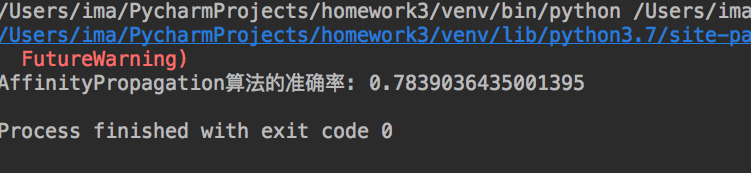 /Users/ima/PycharmProjects/homework3/venv/bin/python /Users/ima
/Users/ima/PycharmProjects/homework3/venv/lib/python3.7/site-pa
FutureWarning)
AffinityPropagation算法的准确率: 0.7839036435001395
Process finished with exit code 0